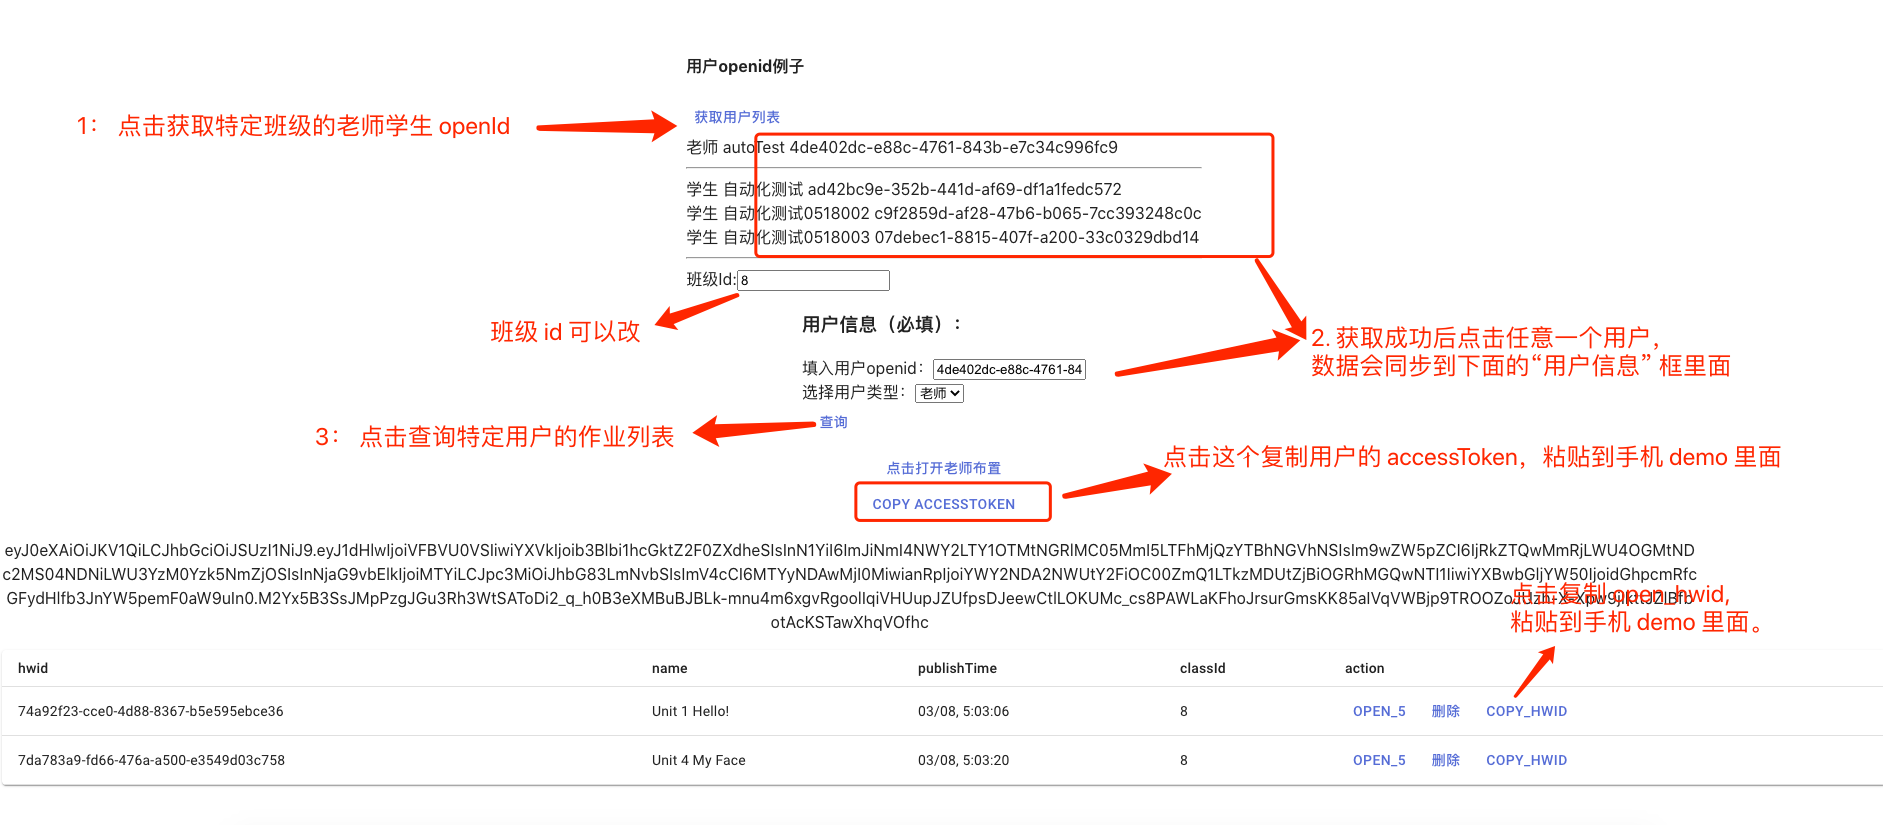 用户openid例子
获取用户列表
1： 点击获取特定班级的老师学生 openId
老师 autoTest 4de402dc-e88c-4761-843b-e7c34c996fc9
学生 自动化测试 ad42bc9e-352b-441d-af69-df1a1fedc572
学生 自动化测试0518002 c9f2859d-af28-47b6-b065-7cc393248c0c
学生 自动化测试0518003 07debec1-8815-407f-a200-33c0329dbd14
班级Id: 8
班级 id 可以改
用户信息（必填）：
2. 获取成功后点击任意一个用户，
数据会同步到下面的“用户信息” 框里面
填入用户openid： 4de402dc-e88c-4761-84
选择用户类型： 老师
查询
3： 点击查询特定用户的作业列表
点击打开老师布置
点击这个复制用户的 accessToken，粘贴到手机 demo 里面
COPY ACCESSTOKEN
otAcKSTawXhqVOfhc
点击复制 open_hwid,
粘贴到手机 demo 里面。
hwid name publishTime classId action
74a92f23-cce0-4d88-8367-b5e595ebce36 Unit 1 Hello! 03/08, 5:03:06 8 OPEN_5 删除 COPY_HWID
7da783a9-fd66-476a-a500-e3549d03c758 Unit 4 My Face 03/08, 5:03:20 8 OPEN_5 删除 COPY_HWID